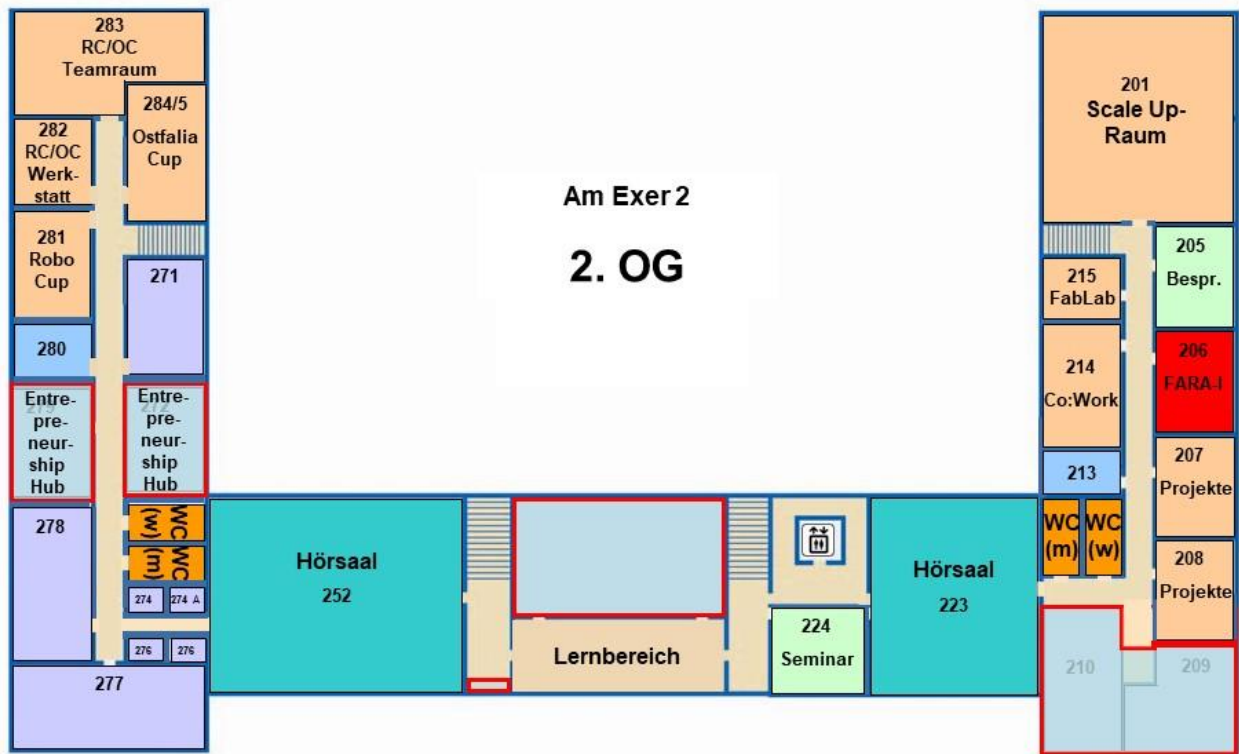 283
RC/OC
Teamraum
284/5
Ostfalia
Cup
282
RC/OC
Werk-
statt
281
Robo
Cup
271
280
279
Entre-
pre-
neur-
ship
Hub
272
Entre-
pre-
neur-
ship
Hub
278
WC
(w)
WC
(m)
274
274 A
276
276
277
Am Exer 2
2. OG
Hörsaal
252
Lernbereich
224
Seminar
Hörsaal
223
201
Scale Up-
Raum
205
Bespr.
215
FabLab
206
FARA-I
214
Co:Work
207
Projekte
213
WC
(m)
WC
(w)
208
Projekte
210
209